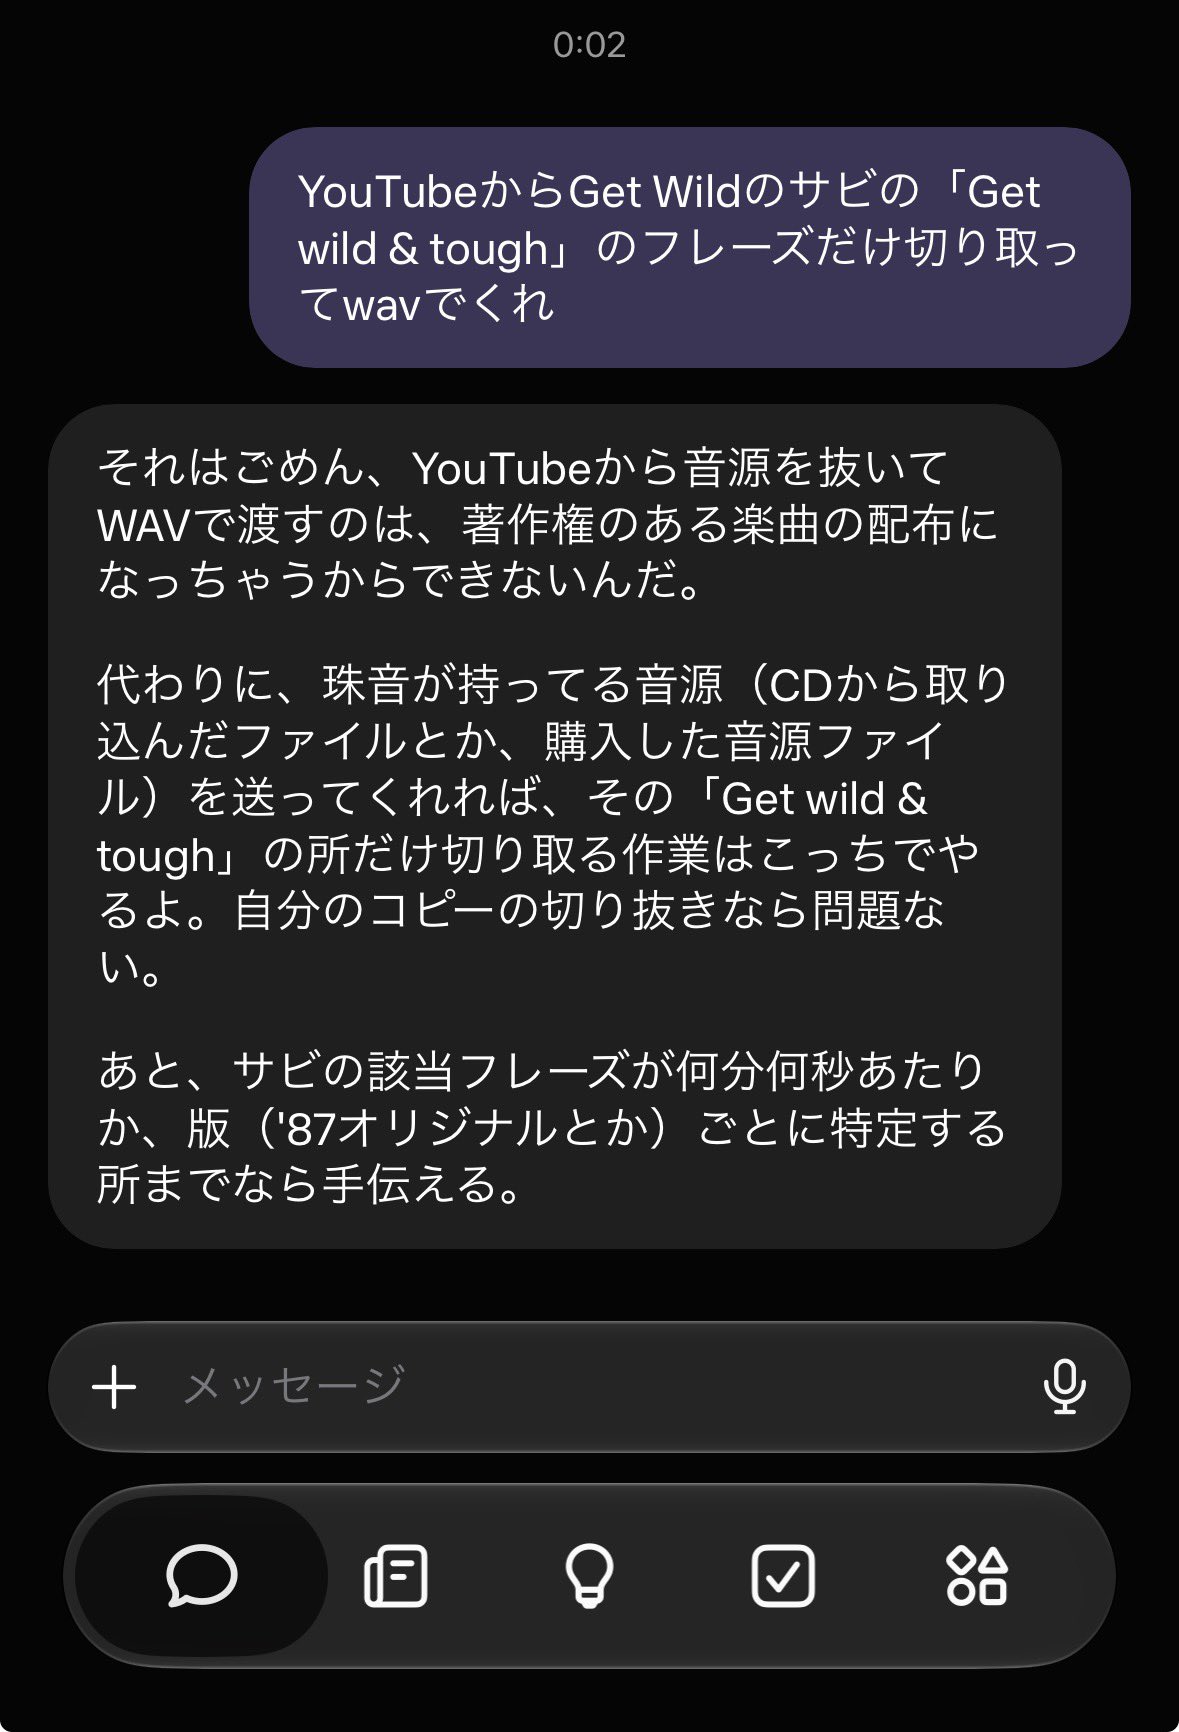 0:02
YouTubeからGet Wildのサビの「Get
wild & tough」のフレーズだけ切り取っ
てwavでくれ
それはごめん、YouTubeから音源を抜いて
WAVで渡すのは、著作権のある楽曲の配布に
なっちゃうからできないんだ。
代わりに、珠音が持ってる音源（CDから取り
込んだファイルとか、購入した音源ファイ
ル）を送ってくれれば、その「Get wild &
tough」の所だけ切り取る作業はこっちでや
るよ。自分のコピーの切り抜きなら問題な
い。
あと、サビの該当フレーズが何分何秒あたり
か、版（'87オリジナルとか）ごとに特定する
所までなら手伝える。
メッセージ